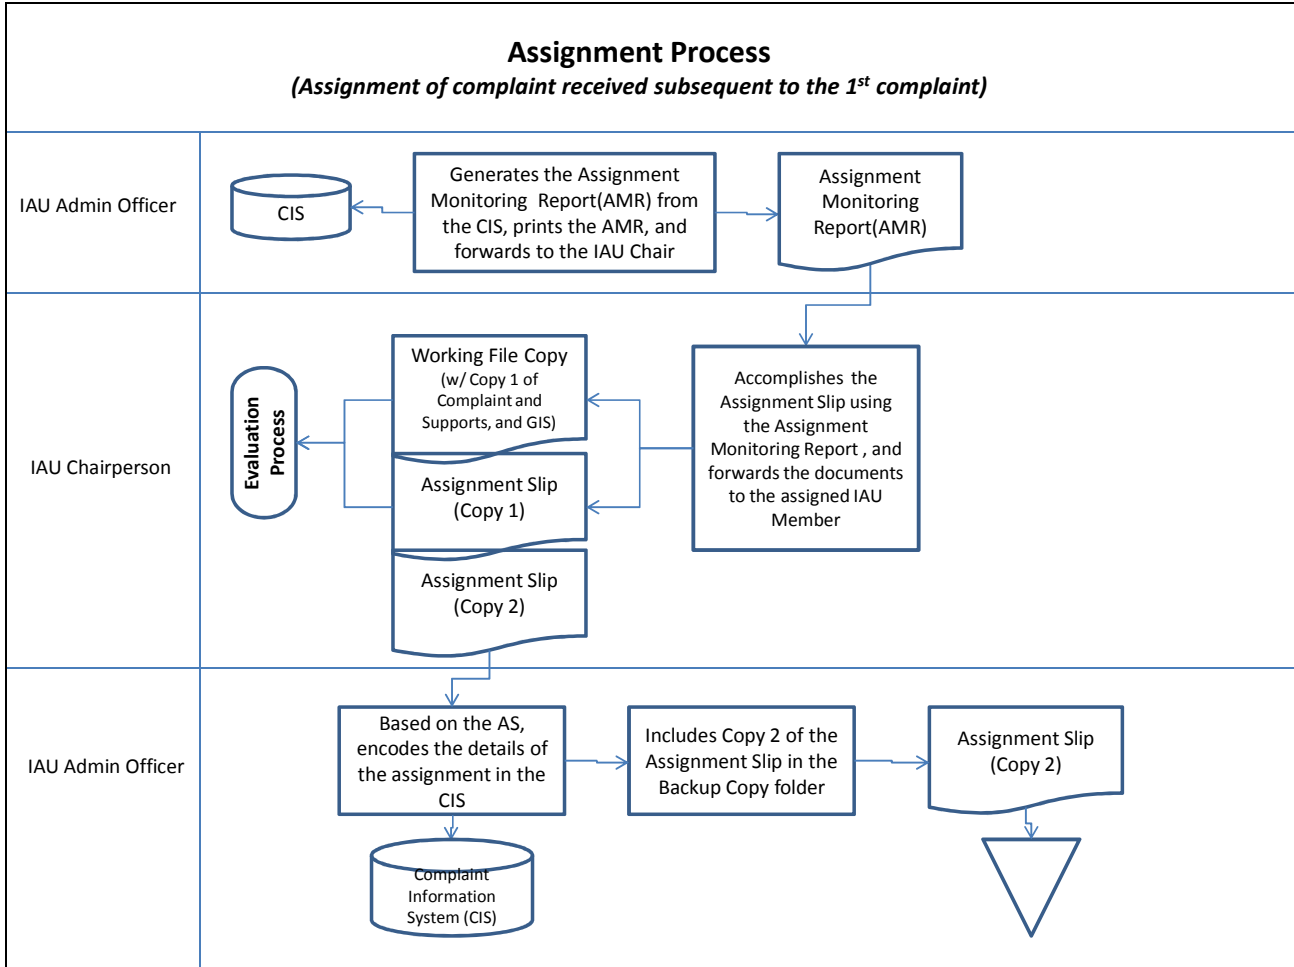 Assignment Process
(Assignment of complaint received subsequent to the 1st complaint)
IAU Admin Officer
CIS
Generates the Assignment
Monitoring Report(AMR) from
the CIS, prints the AMR, and
forwards to the IAU Chair
Assignment
Monitoring
Report(AMR)
IAU Chairperson
Evaluation
Process
Working File Copy
(w/ Copy 1 of
Complaint and
Supports, and GIS)
Assignment Slip
(Copy 1)
Assignment Slip
(Copy 2)
Accomplishes the
Assignment Slip using
the Assignment
Monitoring Report , and
forwards the documents
to the assigned IAU
Member
IAU Admin Officer
Based on the AS,
encodes the details of
the assignment in the
CIS
Complaint
Information
System (CIS)
Includes Copy 2 of the
Assignment Slip in the
Backup Copy folder
Assignment Slip
(Copy 2)